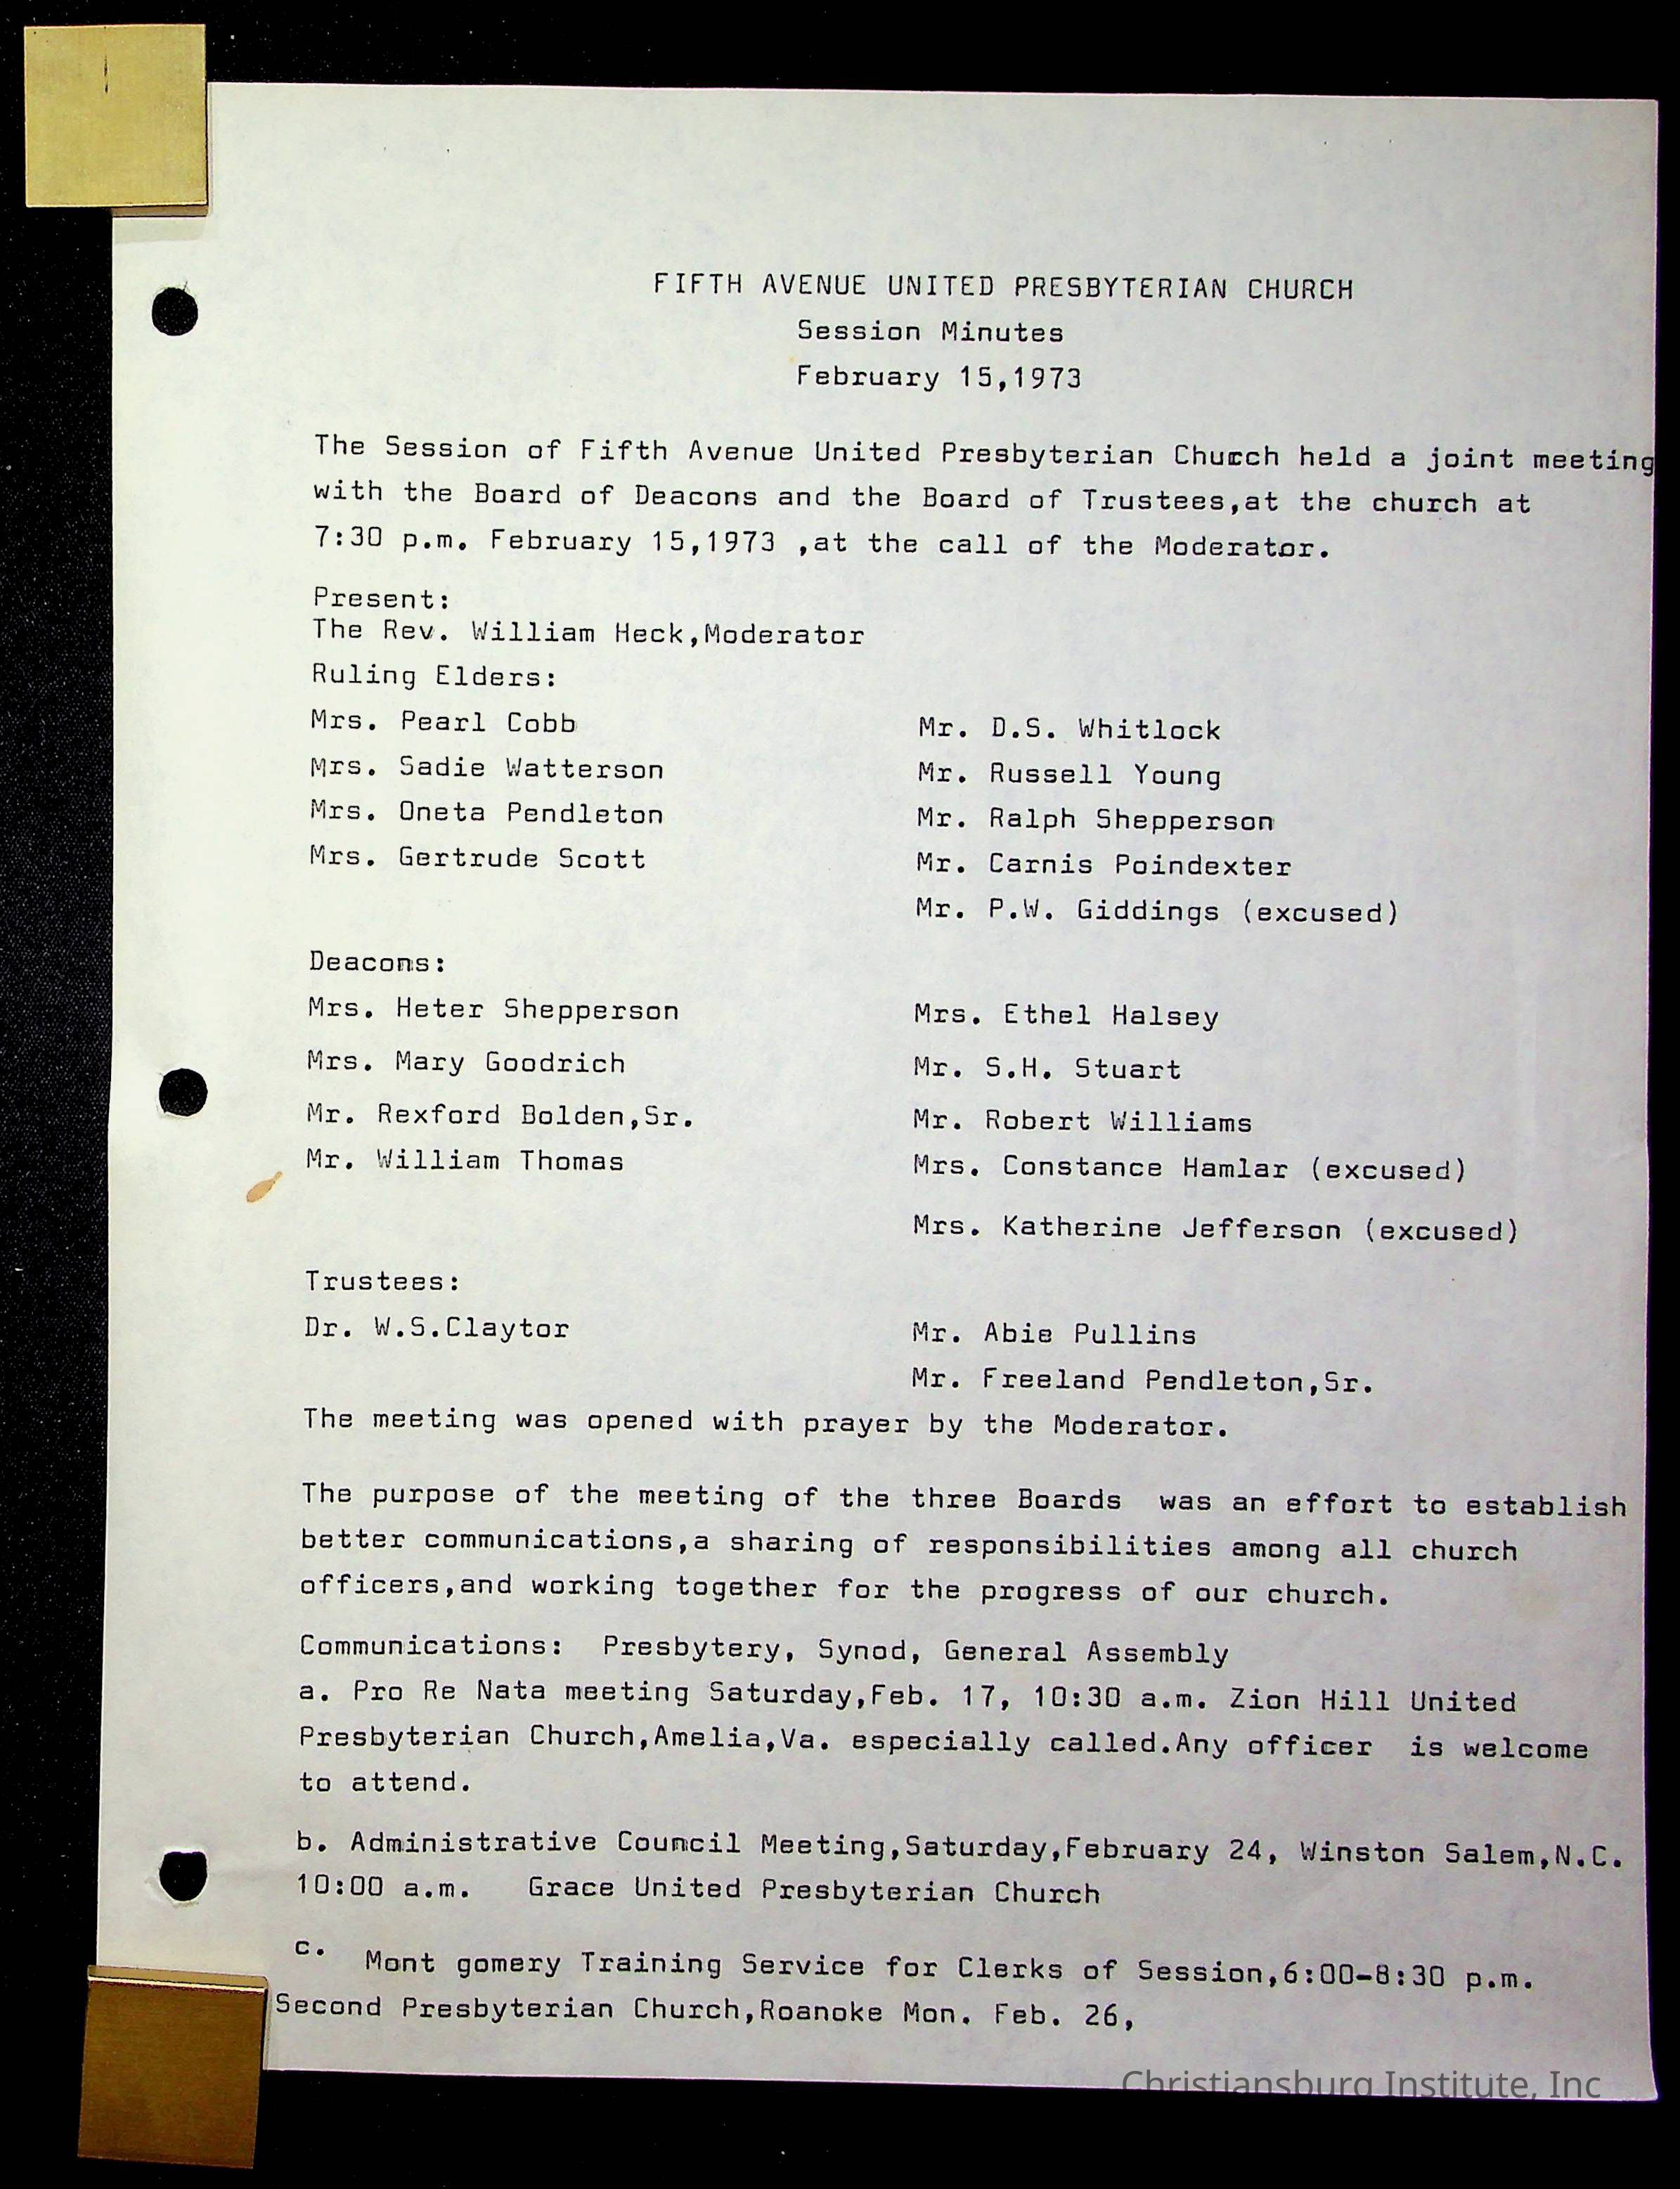 FIFTH AVENUE UNITED PRESBYTERIAN CHURCH
Session Minutes
February 15,1973
The Session of Fifth Avenue United Presbyterian Church held a joint meeting
with the Board of Deacons and the Board of Trustees,at the church at
7:30 p.m. February 15,1973 ,at the call of the Moderator.
Present:
The Rev. William Heck,Moderator
Ruling Elders:
Mrs. Pearl Cobb Mr. D.S. Whitlock
Mrs. Sadie Watterson Mr. Russell Young
Mrs. Oneta Pendleton Mr. Ralph Shepperson
Mrs. Gertrude Scott Mr. Carnis Poindexter
Mr. P.W. Giddings (excused)
Deacons:
Mrs. Heter Shepperson Mrs. Ethel Halsey
Mrs. Mary Goodrich Mr. S.H. Stuart
Mr. Rexford Bolden,Sr. Mr. Robert Williams
Mr. William Thomas Mrs. Constance Hamlar (excused)
Mrs. Katherine Jefferson (excused)
Trustees:
Dr. W.S.Claytor Mr. Abie Pullins
Mr. Freeland Pendleton,Sr.
The meeting was opened with prayer by the Moderator.
The purpose of the meeting of the three Boards  was an effort to establish
better communications,a sharing of responsibilities among all church
officers,and working together for the progress of our church.
Communications:  Presbytery, Synod, General Assembly
a. Pro Re Nata meeting Saturday,Feb. 17, 10:30 a.m. Zion Hill United
Presbyterian Church,Amelia,Va. especially called.Any officer  is welcome
to attend.
b. Administrative Council Meeting,Saturday,February 24, Winston Salem,N.C.
10:00 a.m.   Grace United Presbyterian Church
c.  Mont gomery Training Service for Clerks of Session,6:00-8:30 p.m.
Second Presbyterian Church,Roanoke Mon. Feb. 26,
Christiansburg Institute, Inc